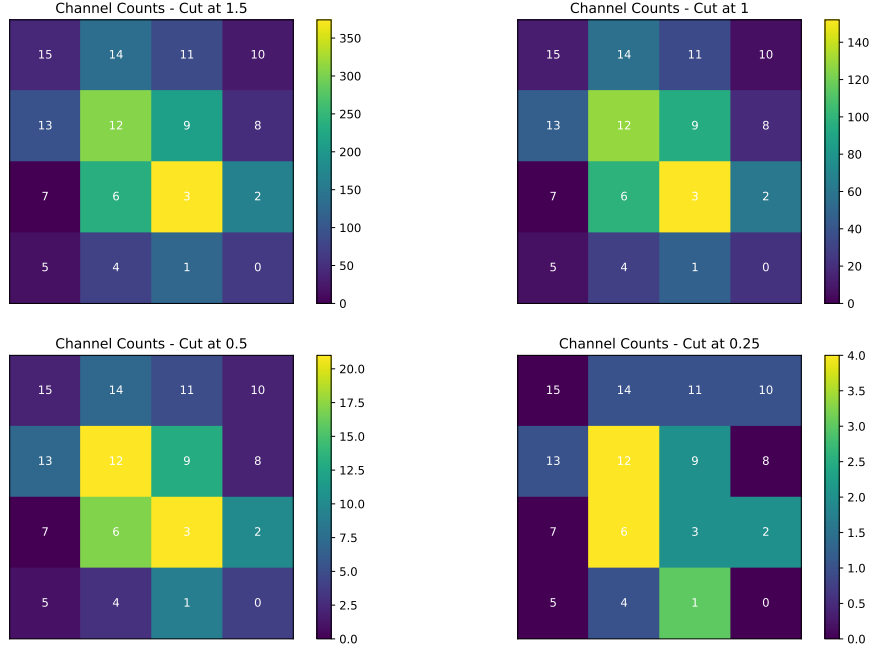 Channel Counts - Cut at 1.5
15 14 11 10
13 12 9 8
7 6 3 2
5 4 1 0
350
300
250
200
150
100
50
0
Channel Counts - Cut at 1
15 14 11 10
13 12 9 8
7 6 3 2
5 4 1 0
140
120
100
80
60
40
20
0
Channel Counts - Cut at 0.5
15 14 11 10
13 12 9 8
7 6 3 2
5 4 1 0
20.0
17.5
15.0
12.5
10.0
7.5
5.0
2.5
0.0
Channel Counts - Cut at 0.25
15 14 11 10
13 12 9 8
7 6 3 2
5 4 1 0
4.0
3.5
3.0
2.5
2.0
1.5
1.0
0.5
0.0